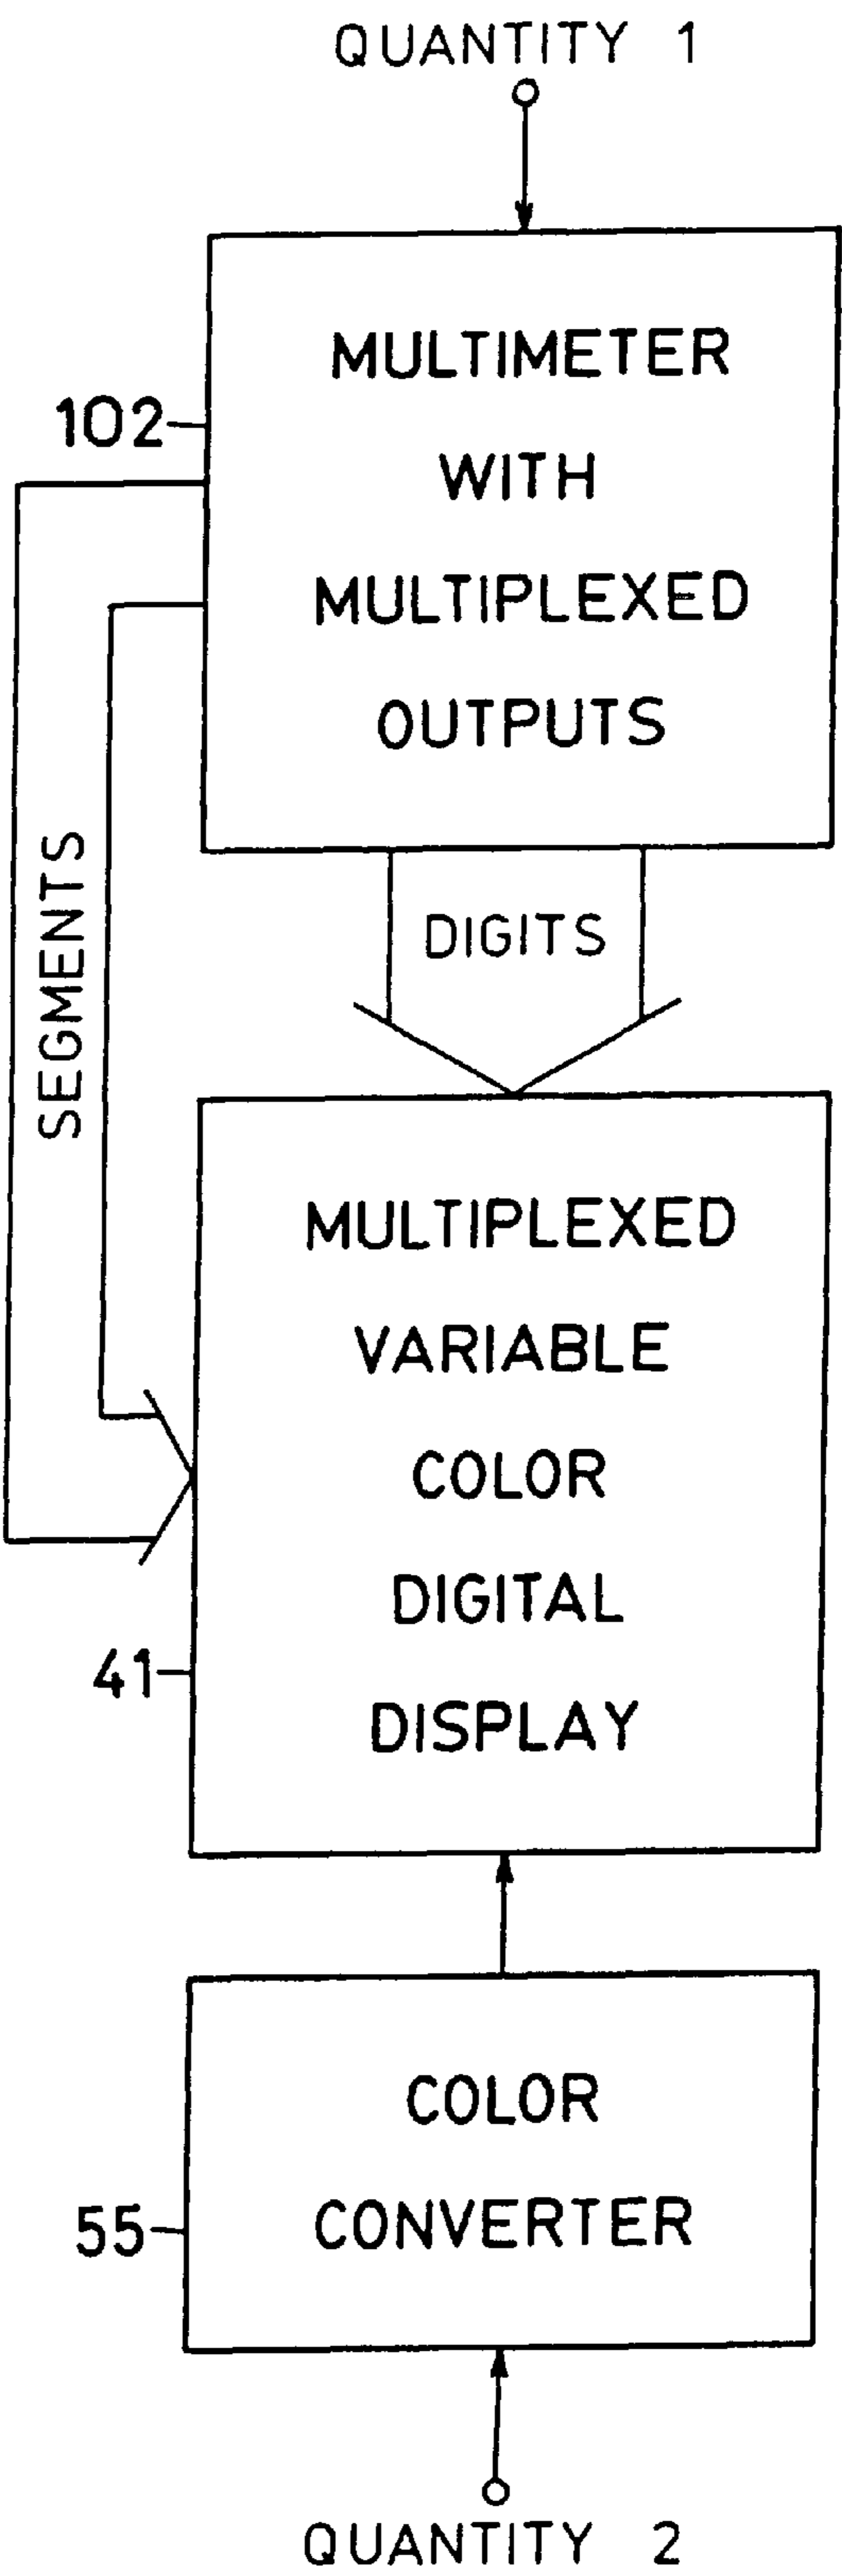 QUANTITY 1
MULTIMETER
102
WITH
MULTIPLEXED
OUTPUTS
SEGMENTS
DIGITS
MULTIPLEXED
VARIABLE
COLOR
DIGITAL
41
DISPLAY
COLOR
55
CONVERTER
QUANTITY 2